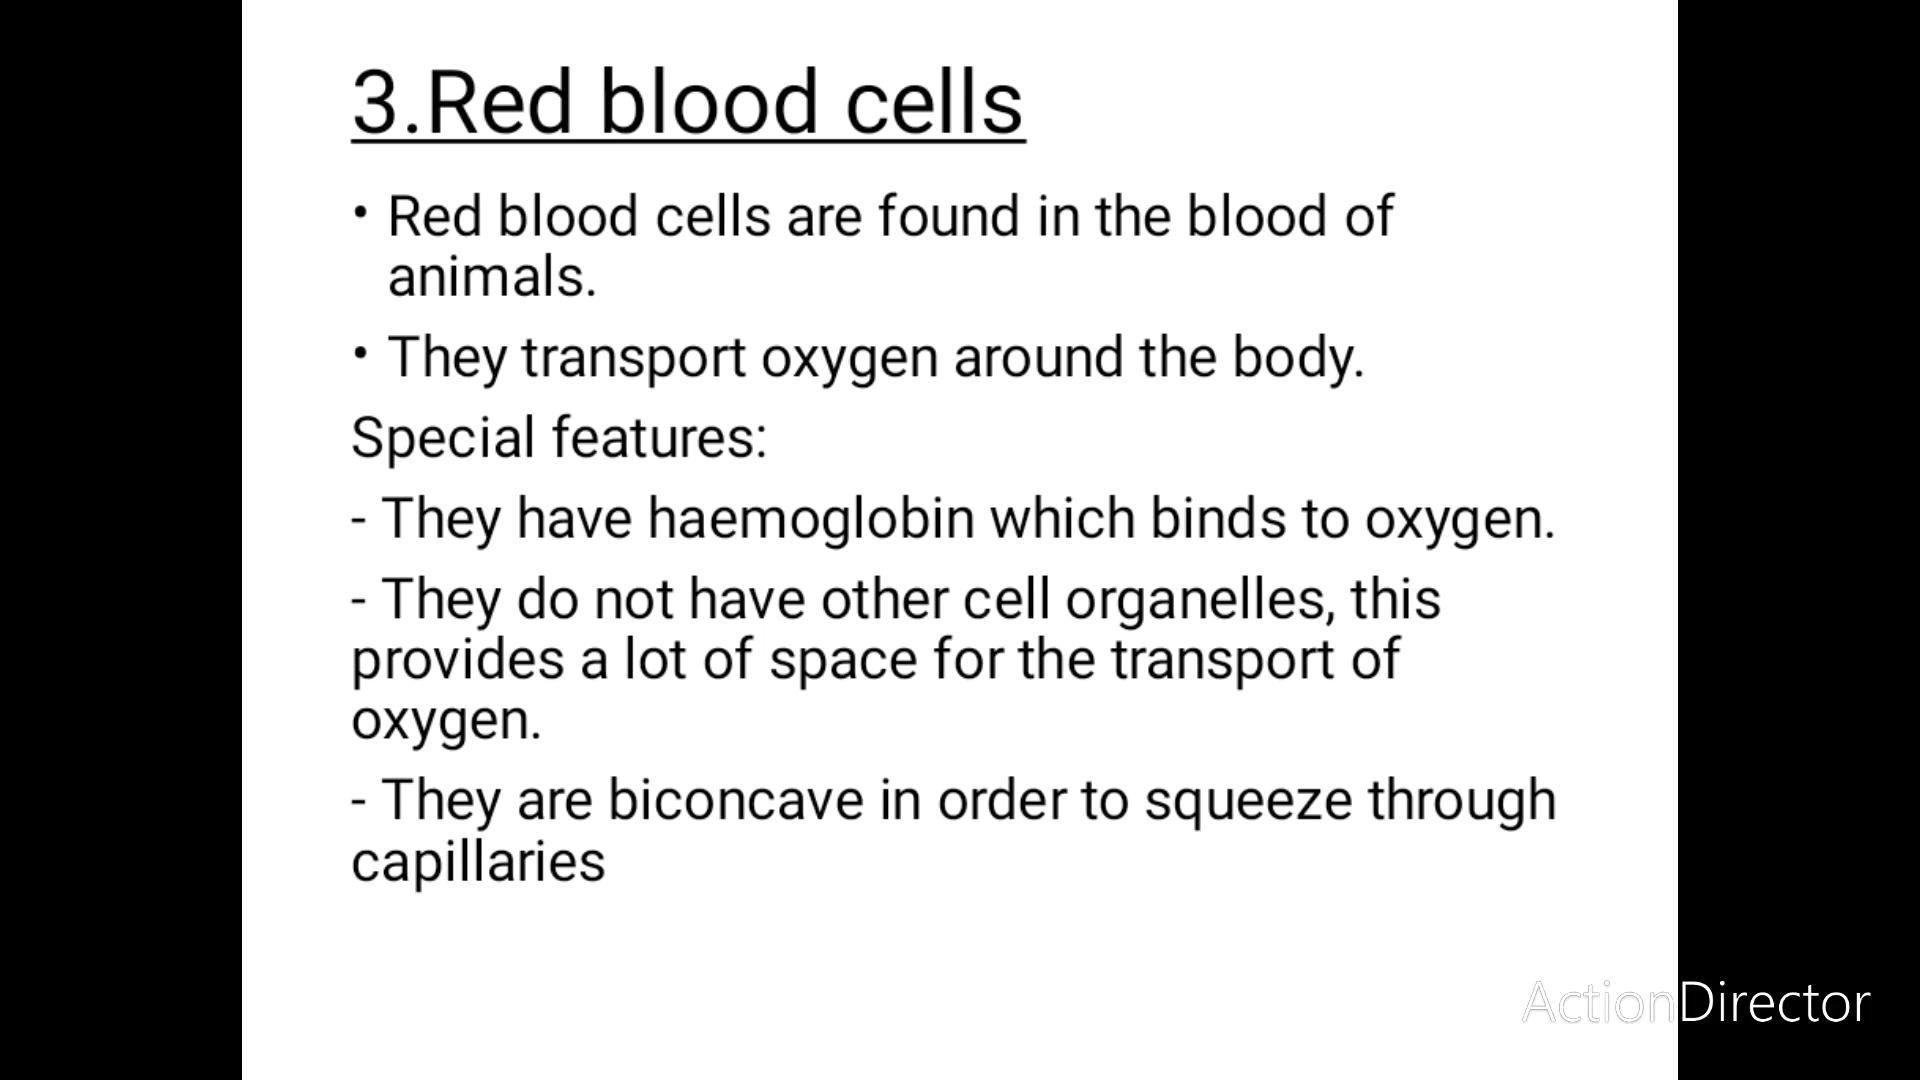 3.Red blood cells
• Red blood cells are found in the blood of
animals.
• They transport oxygen around the body.
Special features:
- They have haemoglobin which binds to oxygen.
- They do not have other cell organelles, this
provides a lot of space for the transport of
oxygen.
- They are biconcave in order to squeeze through
capillaries
ActionDirector